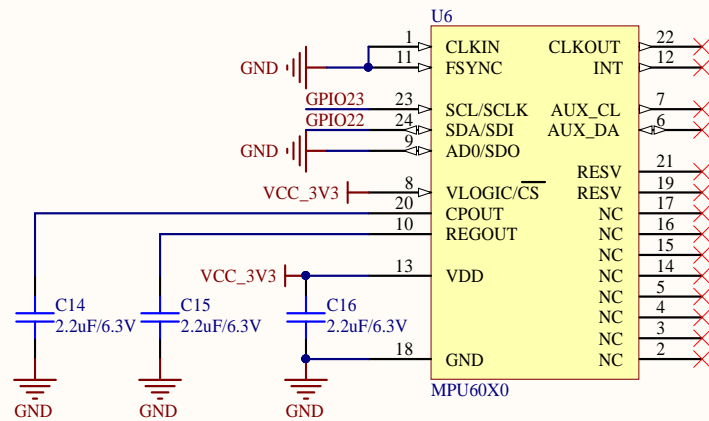 U6
1 CLKIN CLKOUT 22
GND 11 FSYNC INT 12
GPIO23 23 SCL/SCLK AUX_CL 7
GPIO22 24 SDA/SDI AUX_DA 6
GND 9 AD0/SDO
RESV 21
VCC_3V3 8 VLOGIC/CS RESV 19
20 CPOUT NC 17
10 REGOUT NC 16
NC 15
VCC_3V3 13 VDD NC 14
NC 5
C14 C15 C16 NC 4
2.2uF/6.3V 2.2uF/6.3V 2.2uF/6.3V
NC 3
18 GND NC 2
MPU60X0
GND GND GND